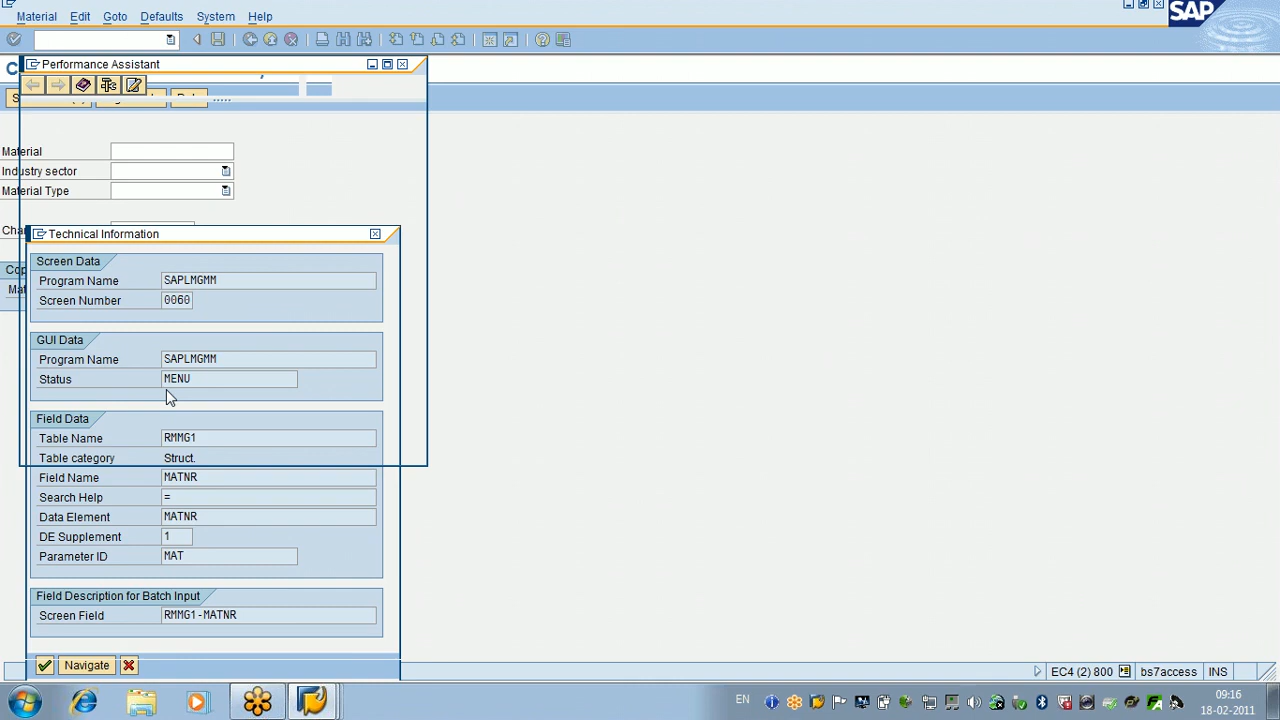 Material Edit Goto Defaults System Help
SAP
Performance Assistant
Material
Industry sector
Material Type
Technical Information
Screen Data
Program Name SAPLMGMM
Screen Number 0060
GUI Data
Program Name SAPLMGMM
Status MENU
Field Data
Table Name RMMG1
Table category Struct.
Field Name MATNR
Search Help =
Data Element MATNR
DE Supplement 1
Parameter ID MAT
Field Description for Batch Input
Screen Field RMMG1-MATNR
Navigate
EC4 (2) 800 bs7access INS
EN 09:16
18-02-2011